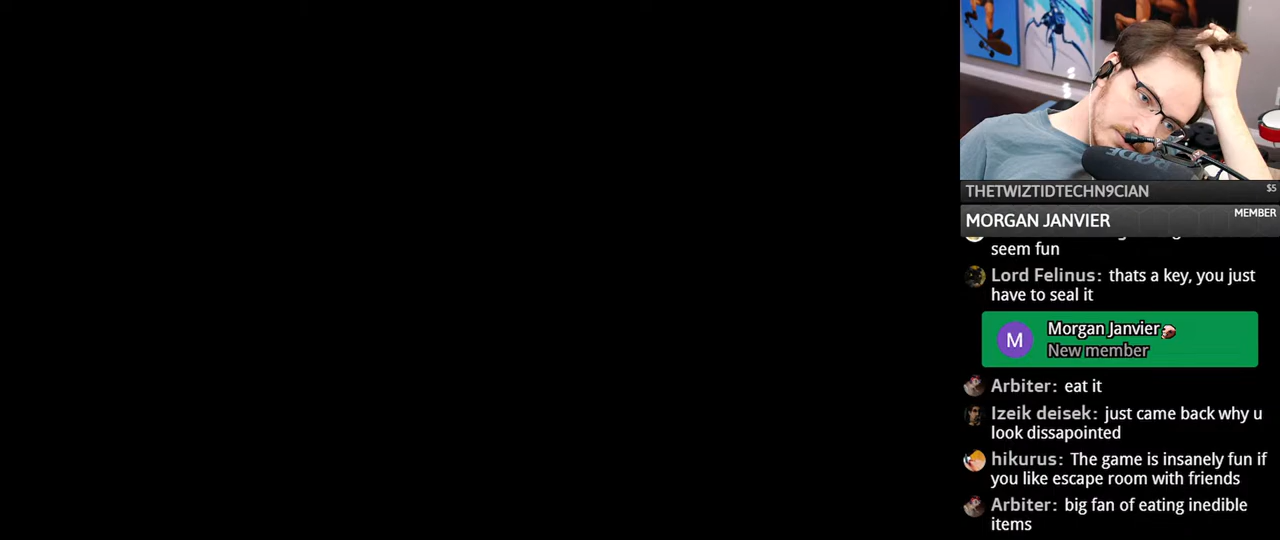 RØDE
THETWIZTIDTECHN9CIAN $5
MORGAN JANVIER MEMBER
seem fun
Lord Felinus: thats a key, you just
have to seal it
M
Morgan Janvier
New member
Arbiter: eat it
Izeik deisek: just came back why u
look dissapointed
hikurus: The game is insanely fun if
you like escape room with friends
Arbiter: big fan of eating inedible
items